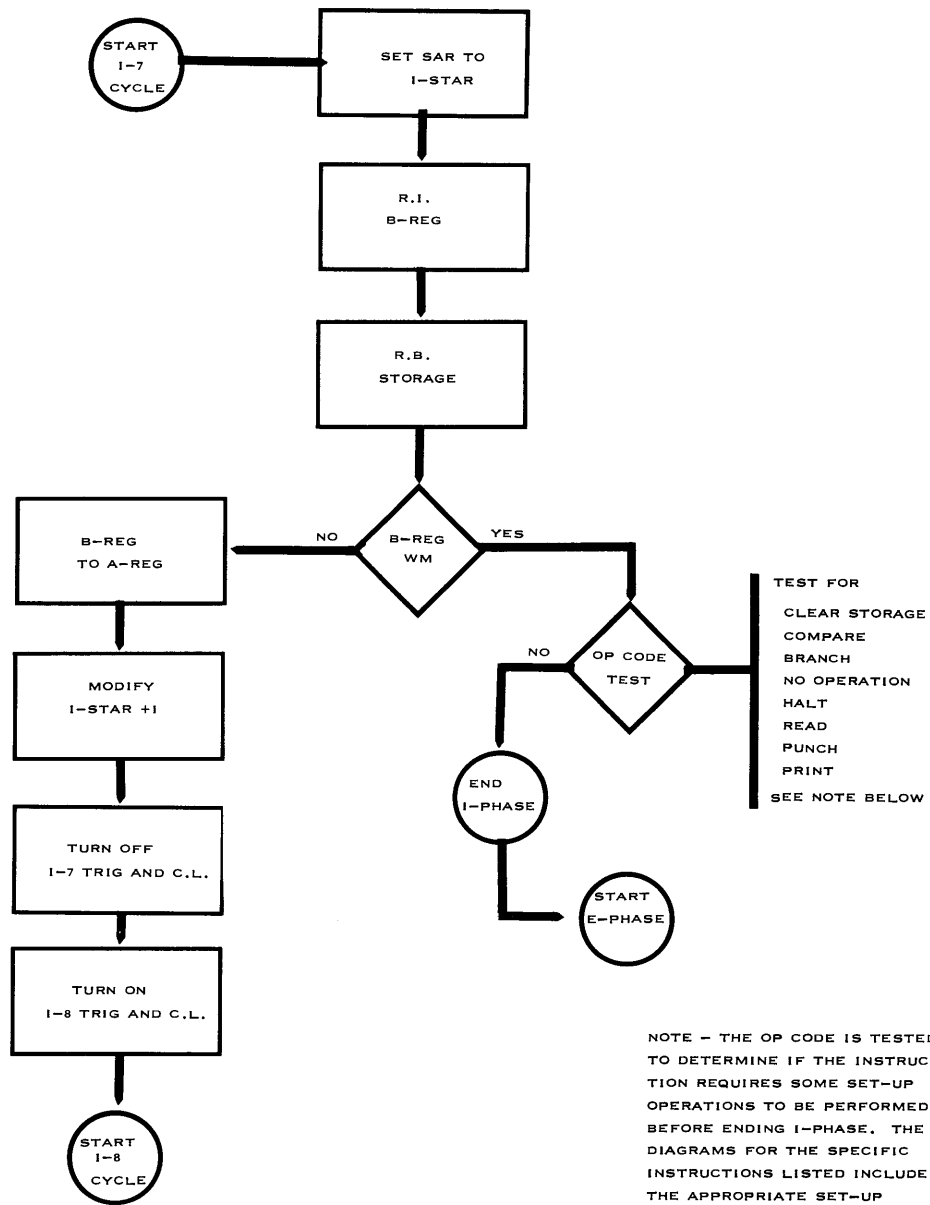 START
I-7
CYCLE
SET SAR TO
I-STAR
R.I.
B-REG
R.B.
STORAGE
B-REG
WM
NO
YES
B-REG
TO A-REG
MODIFY
I-STAR +1
TURN OFF
I-7 TRIG AND C.L.
TURN ON
I-8 TRIG AND C.L.
START
I-8
CYCLE
OP CODE
TEST
NO
END
I-PHASE
START
E-PHASE
TEST FOR
CLEAR STORAGE
COMPARE
BRANCH
NO OPERATION
HALT
READ
PUNCH
PRINT
SEE NOTE BELOW
NOTE - THE OP CODE IS TESTE
TO DETERMINE IF THE INSTRUC
TION REQUIRES SOME SET-UP
OPERATIONS TO BE PERFORMED
BEFORE ENDING I-PHASE. THE
DIAGRAMS FOR THE SPECIFIC
INSTRUCTIONS LISTED INCLUDE
THE APPROPRIATE SET-UP